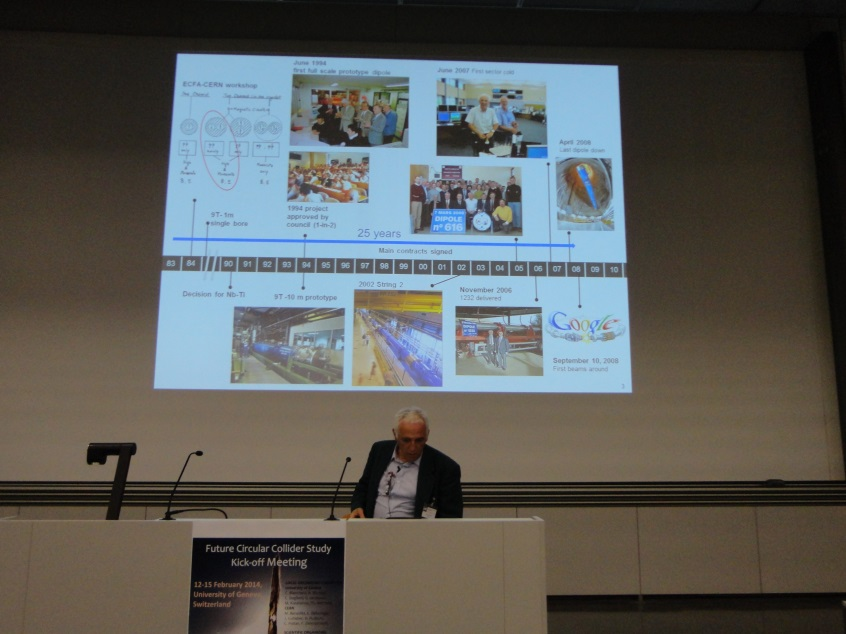 June 1994
first full scale prototype dipole
June 2007 First sector cold
ECFA-CERN workshop
April 2008
Last dipole down
DIPOLE
n° 616
9T- 1m
single bore
1994 project
approved by
council (1-in-2)
25 years
Main contracts signed
83 84 90 91 92 93 94 95 96 97 98 99 00 01 02 03 04 05 06 07 08 09 10
Decision for Nb-Ti
9T -10 m prototype
2002 String 2
November 2006
1232 delivered
Google
September 10, 2008
First beams around
3
Future Circular Collider Study
Kick-off Meeting
12-15 February 2014,
University of Geneva
Switzerland